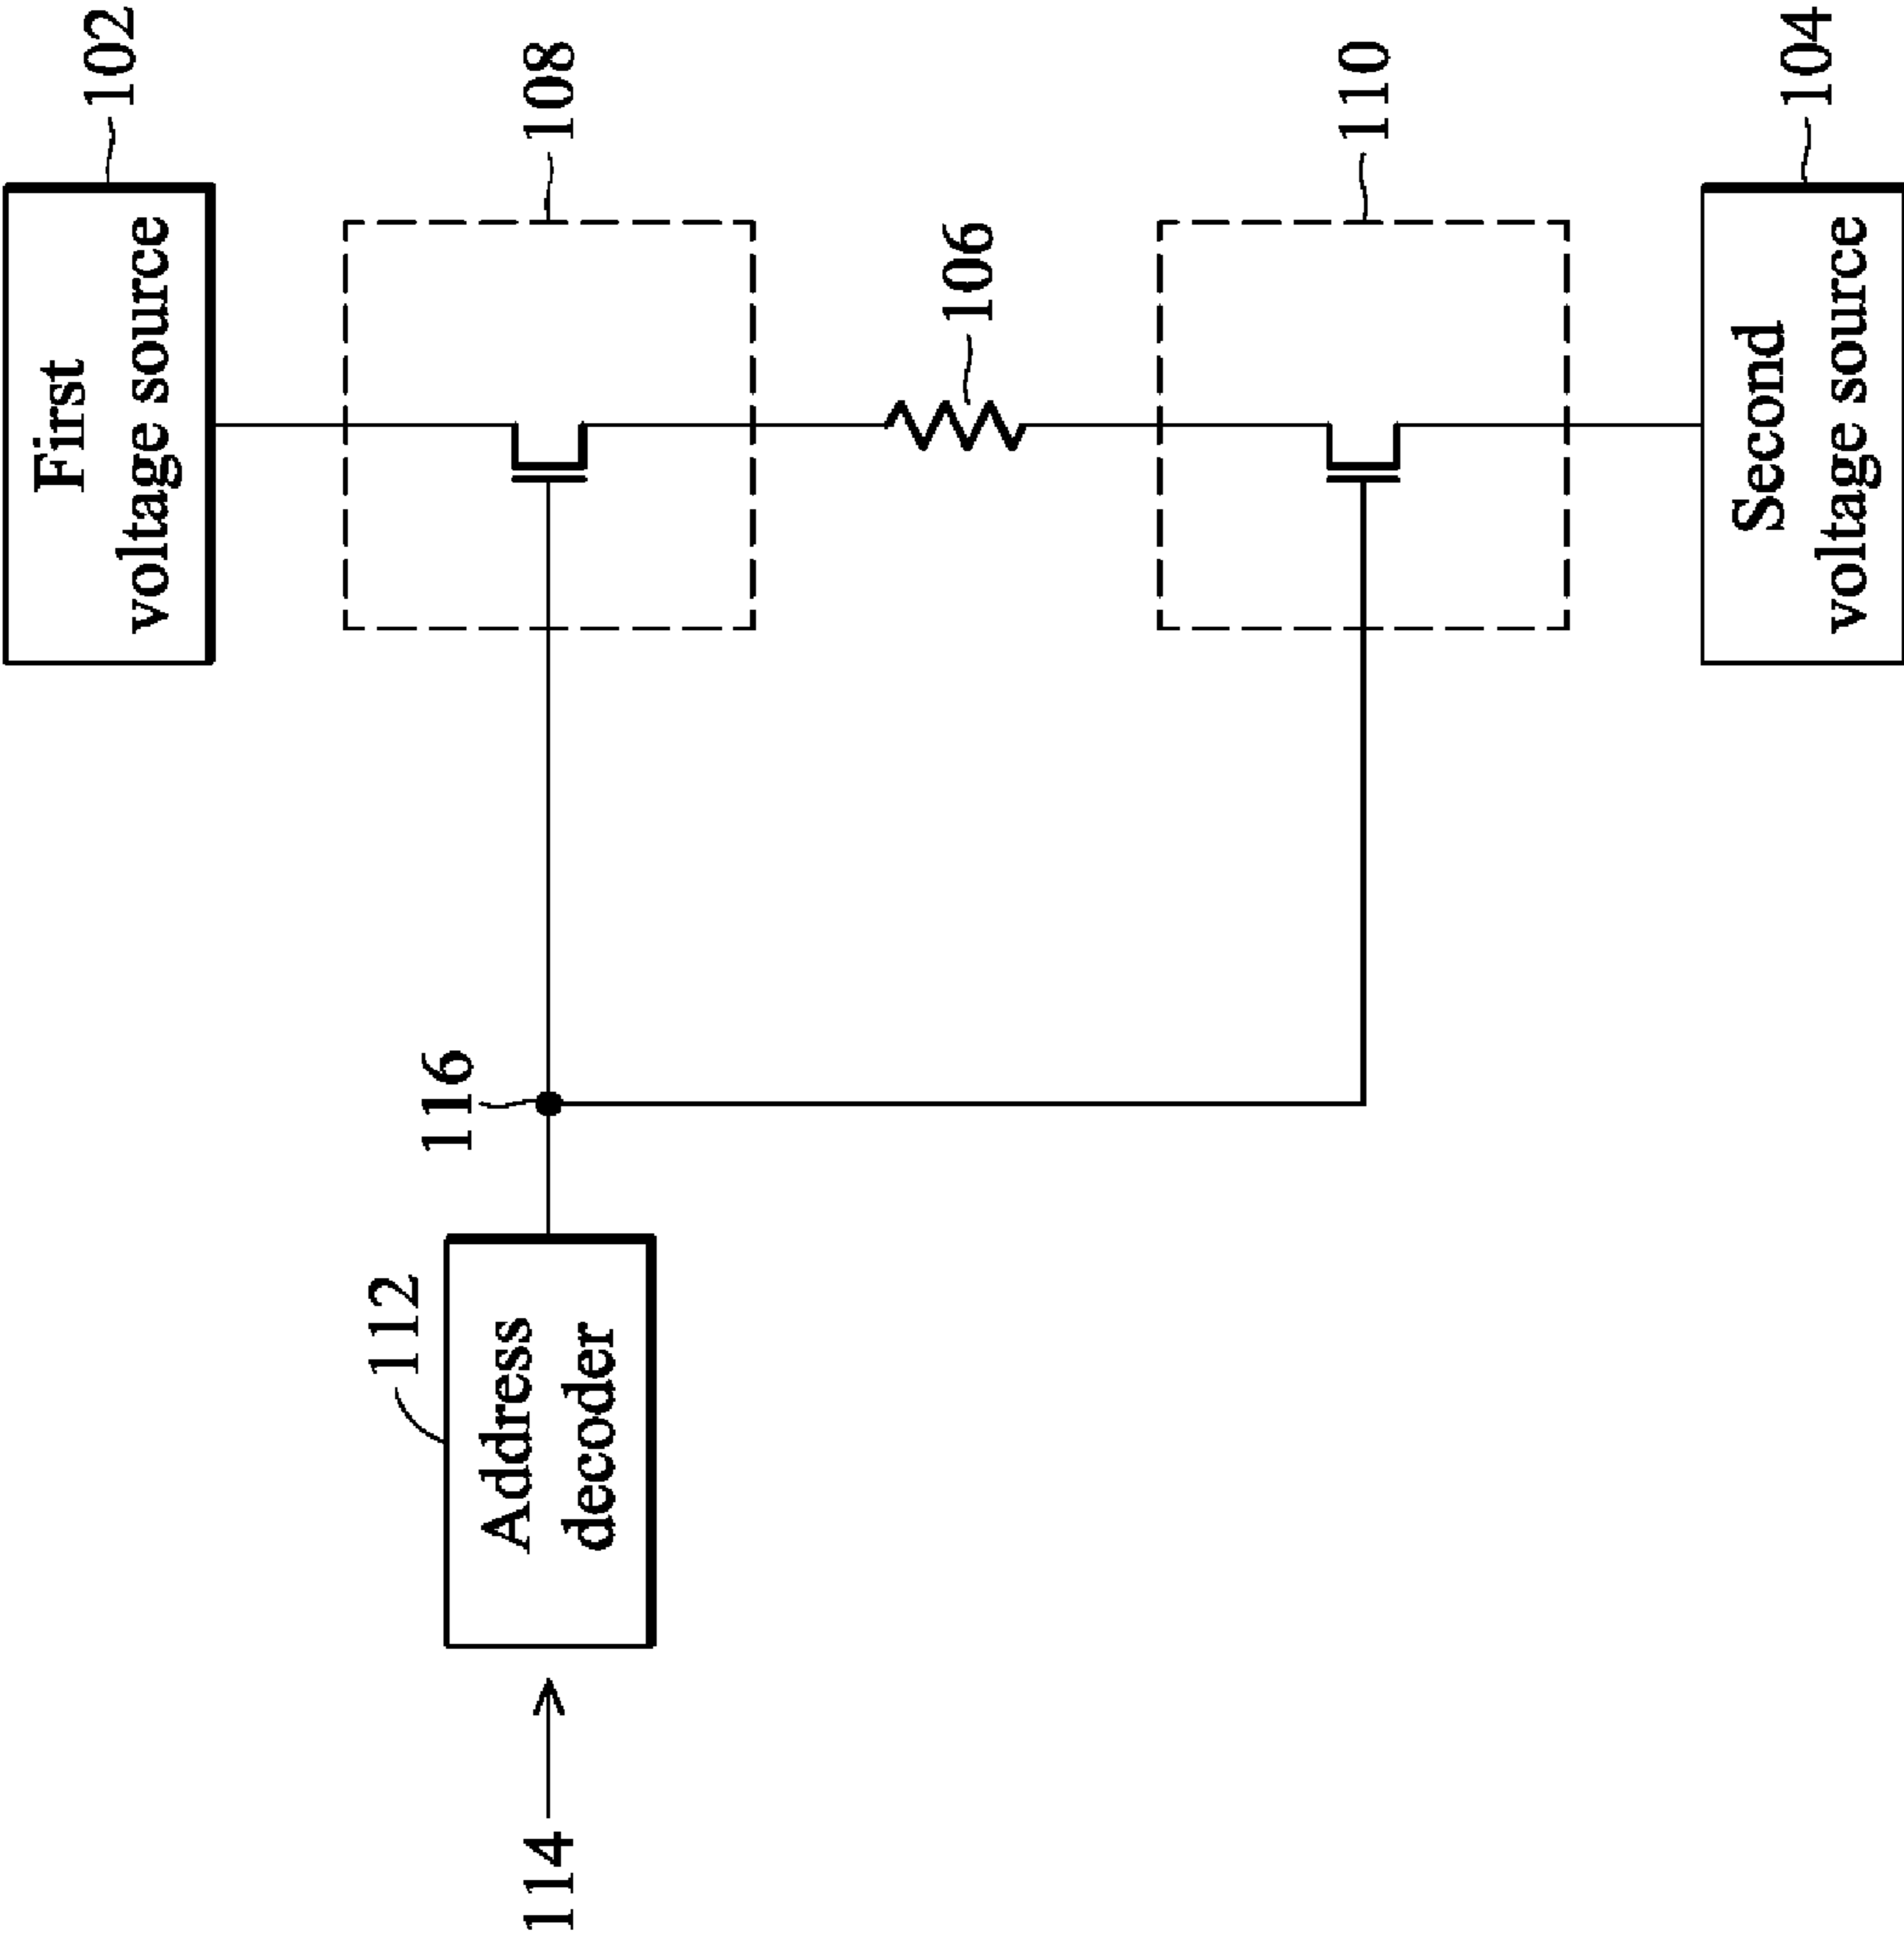 First
voltage source
102
108
106
110
Second
voltage source
104
116
112
Address
decoder
114